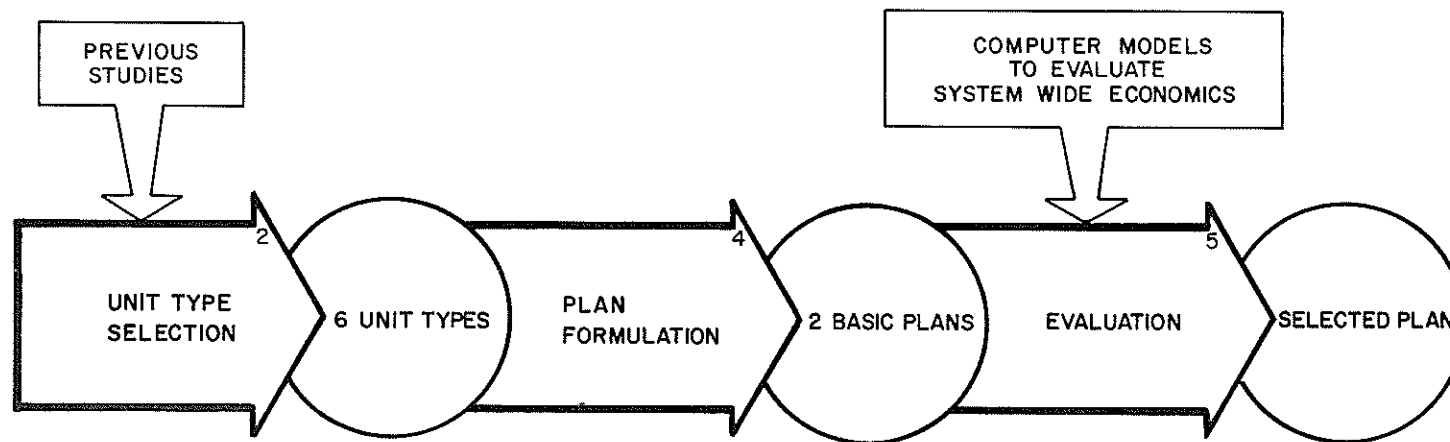 PREVIOUS
STUDIES
COMPUTER MODELS
TO EVALUATE
SYSTEM WIDE ECONOMICS
2
UNIT TYPE
SELECTION
6 UNIT TYPES
4
PLAN
FORMULATION
2 BASIC PLANS
5
EVALUATION
SELECTED PLAN